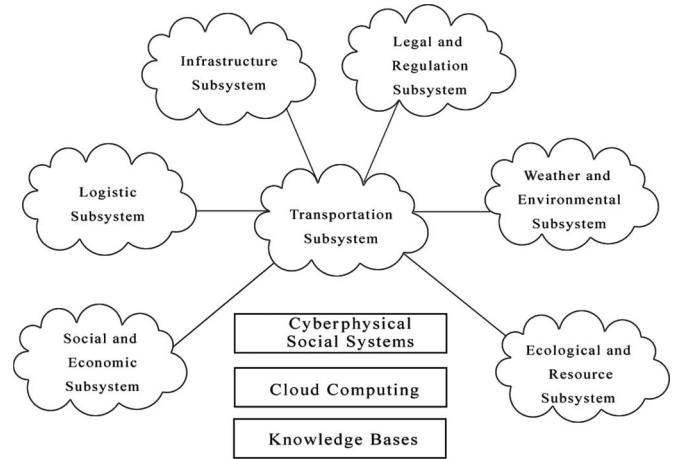 Infrastructure
Subsystem
Legal and
Regulation
Subsystem
Logistic
Subsystem
Transportation
Subsystem
Weather and
Environmental
Subsystem
Social and
Economic
Subsystem
Cyberphysical
Social Systems
Cloud Computing
Knowledge Bases
Ecological and
Resource
Subsystem